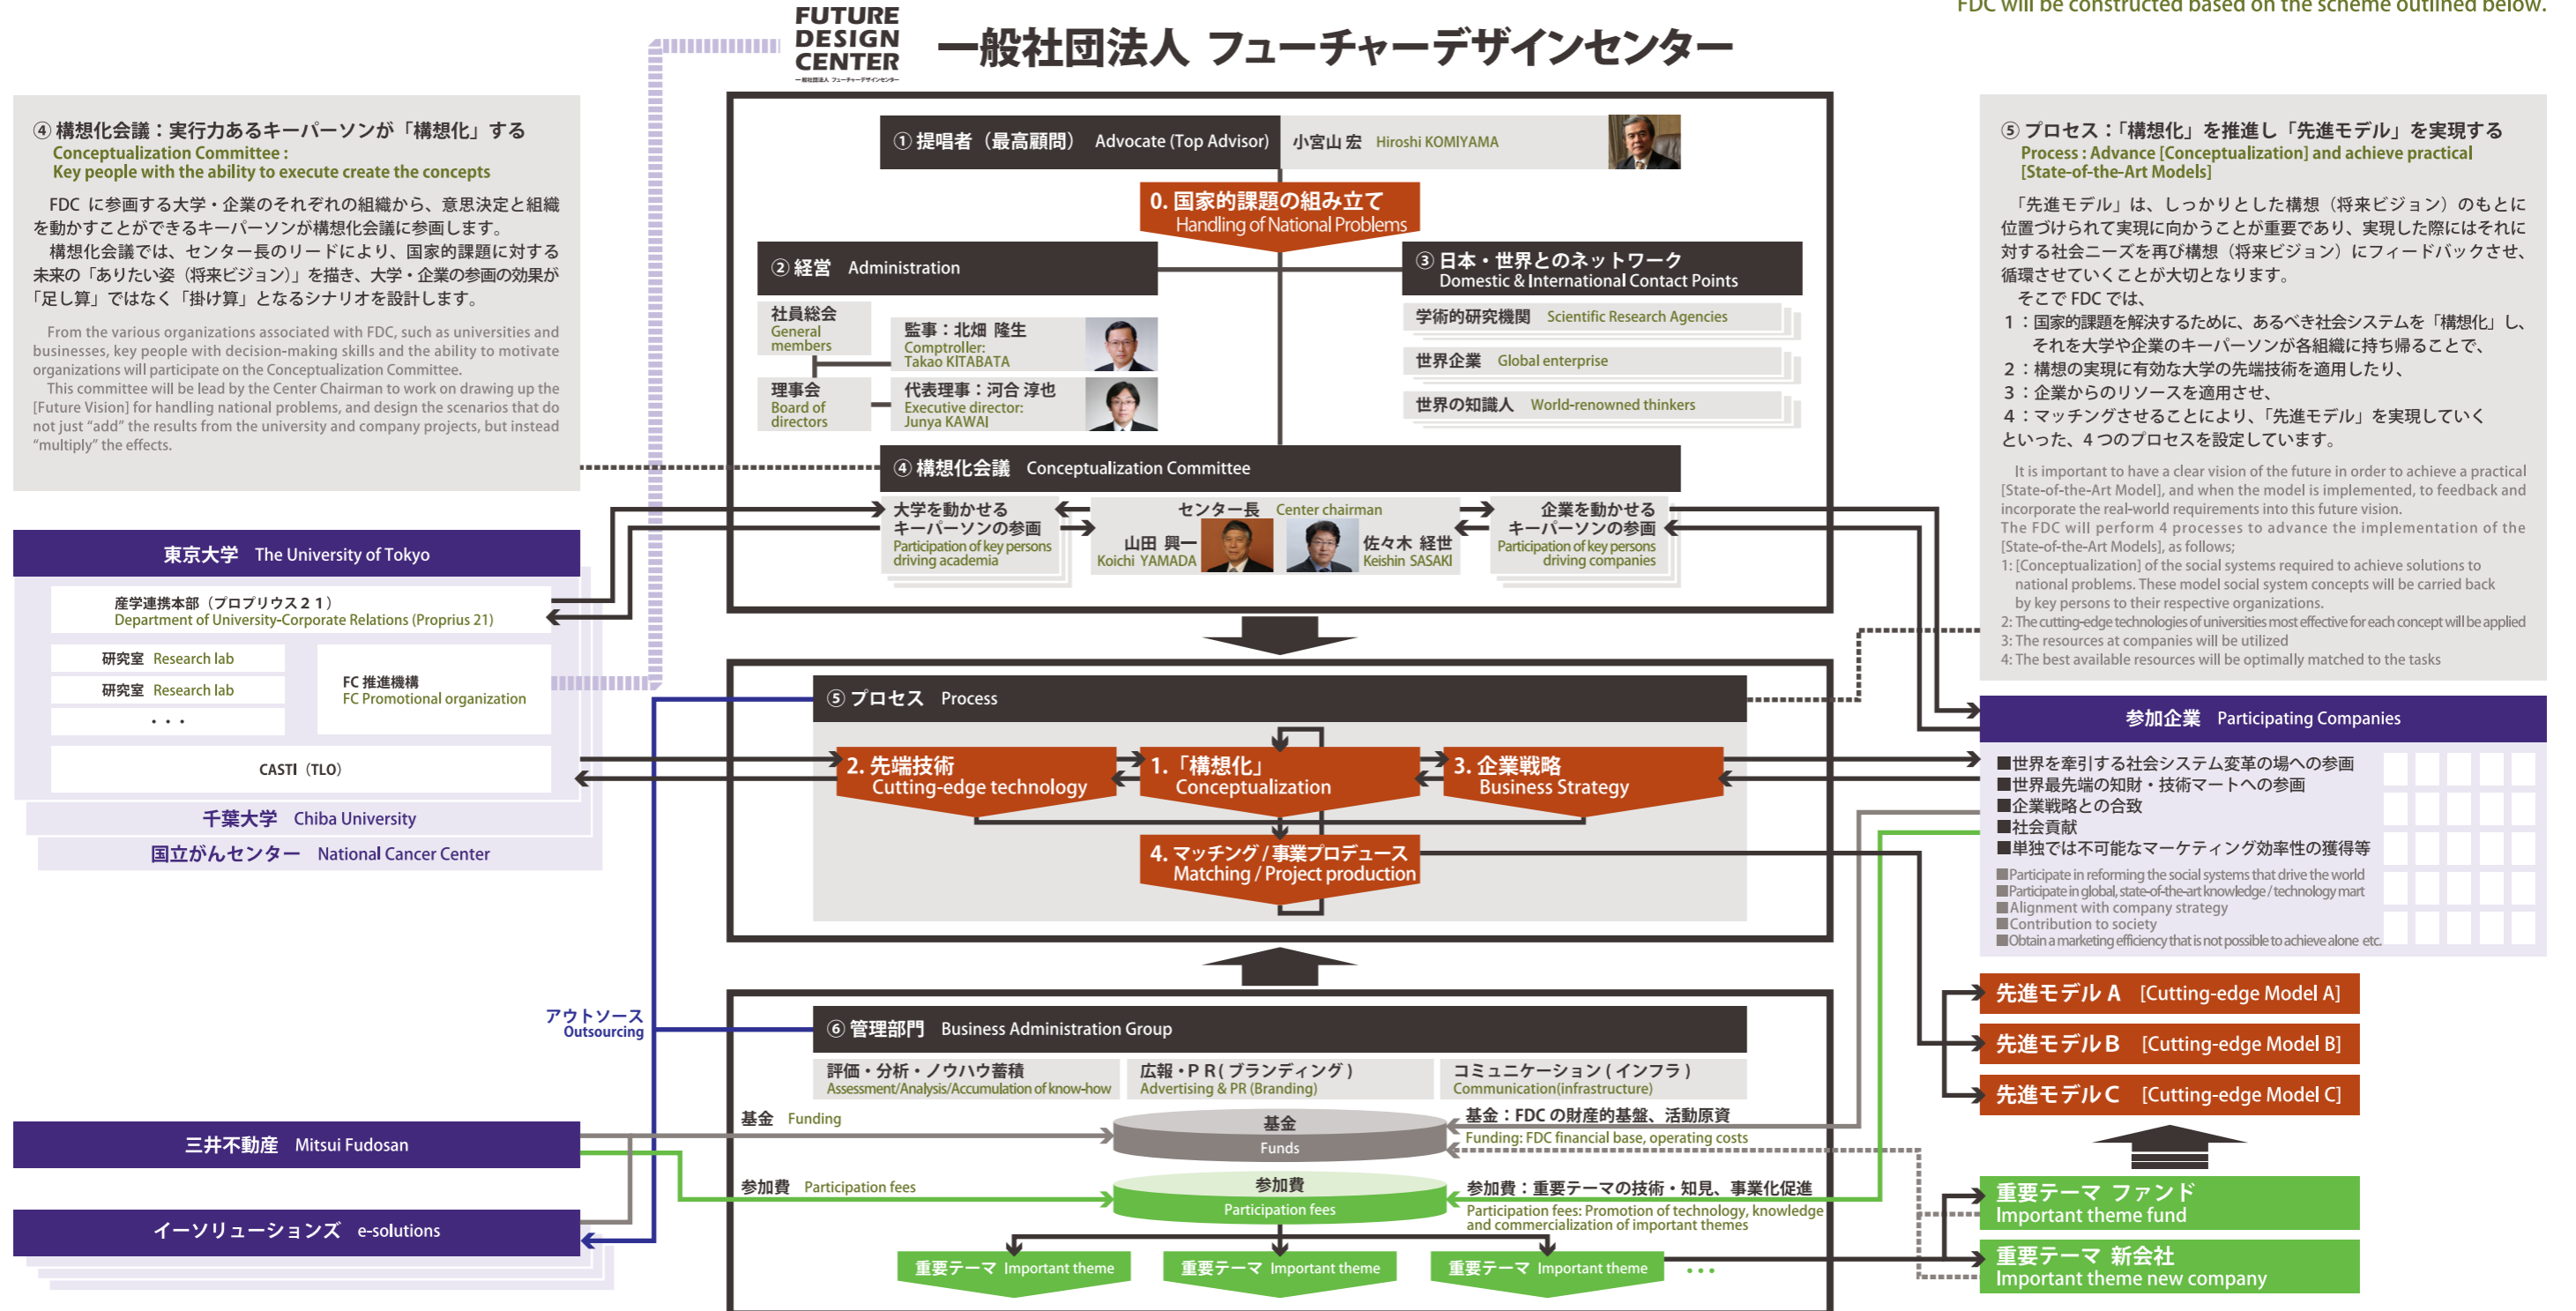 FDC will be constructed based on the scheme outlined below.
FUTURE
DESIGN
CENTER
一般社団法人 フューチャーデザインセンター
一般社団法人 フューチャーデザインセンター
④ 構想化会議：実行力あるキーパーソンが「構想化」する
Conceptualization Committee :
Key people with the ability to execute create the concepts
FDC に参画する大学・企業のそれぞれの組織から、意思決定と組織
を動かすことができるキーパーソンが構想化会議に参画します。
構想化会議では、センター長のリードにより、国家的課題に対する
未来の「ありたい姿（将来ビジョン）」を描き、大学・企業の参画の効果が
「足し算」ではなく「掛け算」となるシナリオを設計します。
From the various organizations associated with FDC, such as universities and
businesses, key people with decision-making skills and the ability to motivate
organizations will participate on the Conceptualization Committee.
This committee will be lead by the Center Chairman to work on drawing up the
[Future Vision] for handling national problems, and design the scenarios that do
not just “add” the results from the university and company projects, but instead
“multiply” the effects.
① 提唱者（最高顧問） Advocate (Top Advisor)
小宮山 宏 Hiroshi KOMIYAMA
0. 国家的課題の組み立て
Handling of National Problems
② 経営 Administration
社員総会
General
members
監事：北畑 隆生
Comptroller:
Takao KITABATA
理事会
Board of
directors
代表理事：河合 淳也
Executive director:
Junya KAWAI
③ 日本・世界とのネットワーク
Domestic & International Contact Points
学術的研究機関 Scientific Research Agencies
世界企業 Global enterprise
世界の知識人 World-renowned thinkers
④ 構想化会議 Conceptualization Committee
大学を動かせる
キーパーソンの参画
Participation of key persons
driving academia
センター長 Center chairman
山田 興一
Koichi YAMADA
佐々木 経世
Keishin SASAKI
企業を動かせる
キーパーソンの参画
Participation of key persons
driving companies
⑤ プロセス：「構想化」を推進し「先進モデル」を実現する
Process : Advance [Conceptualization] and achieve practical
[State-of-the-Art Models]
「先進モデル」は、しっかりとした構想（将来ビジョン）のもとに
位置づけられて実現に向かうことが重要であり、実現した際にはそれに
対する社会ニーズを再び構想（将来ビジョン）にフィードバックさせ、
循環させていくことが大切となります。
そこで FDC では、
1：国家的課題を解決するために、あるべき社会システムを「構想化」し、
それを大学や企業のキーパーソンが各組織に持ち帰ることで、
2：構想の実現に有効な大学の先端技術を適用したり、
3：企業からのリソースを適用させ、
4：マッチングさせることにより、「先進モデル」を実現していく
といった、4 つのプロセスを設定しています。
It is important to have a clear vision of the future in order to achieve a practical
[State-of-the-Art Model], and when the model is implemented, to feedback and
incorporate the real-world requirements into this future vision.
The FDC will perform 4 processes to advance the implementation of the
[State-of-the-Art Models], as follows;
1: [Conceptualization] of the social systems required to achieve solutions to
national problems. These model social system concepts will be carried back
by key persons to their respective organizations.
2: The cutting-edge technologies of universities most effective for each concept will be applied
3: The resources at companies will be utilized
4: The best available resources will be optimally matched to the tasks
東京大学 The University of Tokyo
産学連携本部（プロプリウス２１）
Department of University-Corporate Relations (Proprius 21)
研究室 Research lab
研究室 Research lab
・・・
FC 推進機構
FC Promotional organization
CASTI（TLO）
千葉大学 Chiba University
国立がんセンター National Cancer Center
⑤ プロセス Process
2. 先端技術
Cutting-edge technology
1.「構想化」
Conceptualization
3. 企業戦略
Business Strategy
4. マッチング / 事業プロデュース
Matching / Project production
参加企業 Participating Companies
■世界を牽引する社会システム変革の場への参画
■世界最先端の知財・技術マートへの参画
■企業戦略との合致
■社会貢献
■単独では不可能なマーケティング効率性の獲得等
■Participate in reforming the social systems that drive the world
■Participate in global, state-of-the-art knowledge / technology mart
■Alignment with company strategy
■Contribution to society
■Obtain a marketing efficiency that is not possible to achieve alone etc.
アウトソース
Outsourcing
⑥ 管理部門 Business Administration Group
評価・分析・ノウハウ蓄積
Assessment/Analysis/Accumulation of know-how
広報・ＰＲ( ブランディング )
Advertising & PR (Branding)
コミュニケーション ( インフラ )
Communication(infrastructure)
基金 Funding
基金
Funds
基金：FDC の財産的基盤、活動原資
Funding: FDC financial base, operating costs
参加費 Participation fees
参加費
Participation fees
参加費：重要テーマの技術・知見、事業化促進
Participation fees: Promotion of technology, knowledge
and commercialization of important themes
重要テーマ Important theme
重要テーマ Important theme
重要テーマ Important theme
・・・
三井不動産 Mitsui Fudosan
イーソリューションズ e-solutions
先進モデル A [Cutting-edge Model A]
先進モデル B [Cutting-edge Model B]
先進モデル C [Cutting-edge Model C]
重要テーマ ファンド
Important theme fund
重要テーマ 新会社
Important theme new company